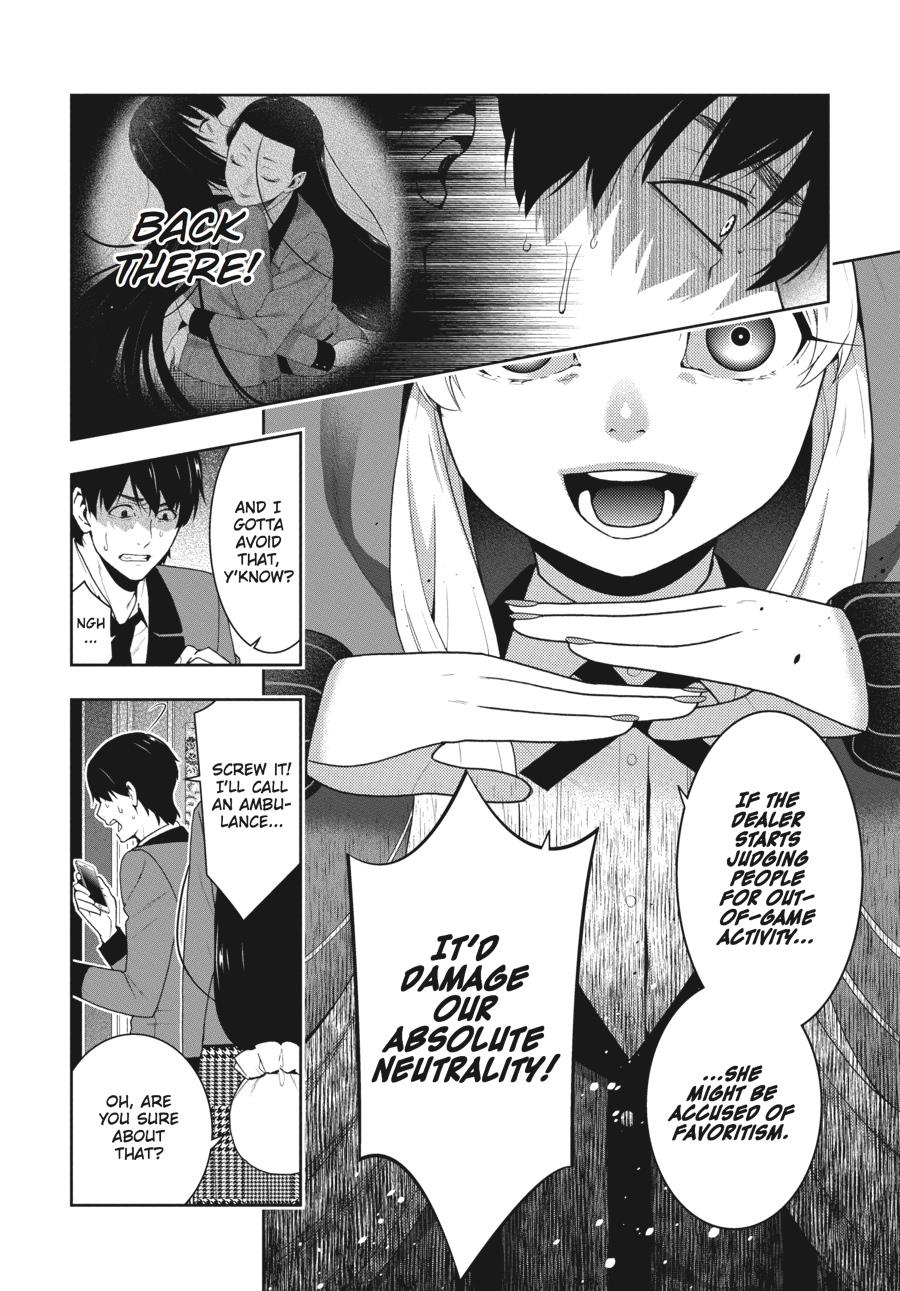 BACK
THERE!
IF THE
DEALER
STARTS
JUDGING
PEOPLE
FOR OUT-
OF-GAME
ACTIVITY...
...SHE
MIGHT BE
ACCUSED OF
FAVORITISM.
IT'D
DAMAGE
OUR
ABSOLUTE
NEUTRALITY!
AND I
GOTTA
AVOID
THAT,
Y'KNOW?
NGH
...
SCREW IT!
I'LL CALL
AN AMBU-
LANCE...
OH, ARE
YOU SURE
ABOUT
THAT?